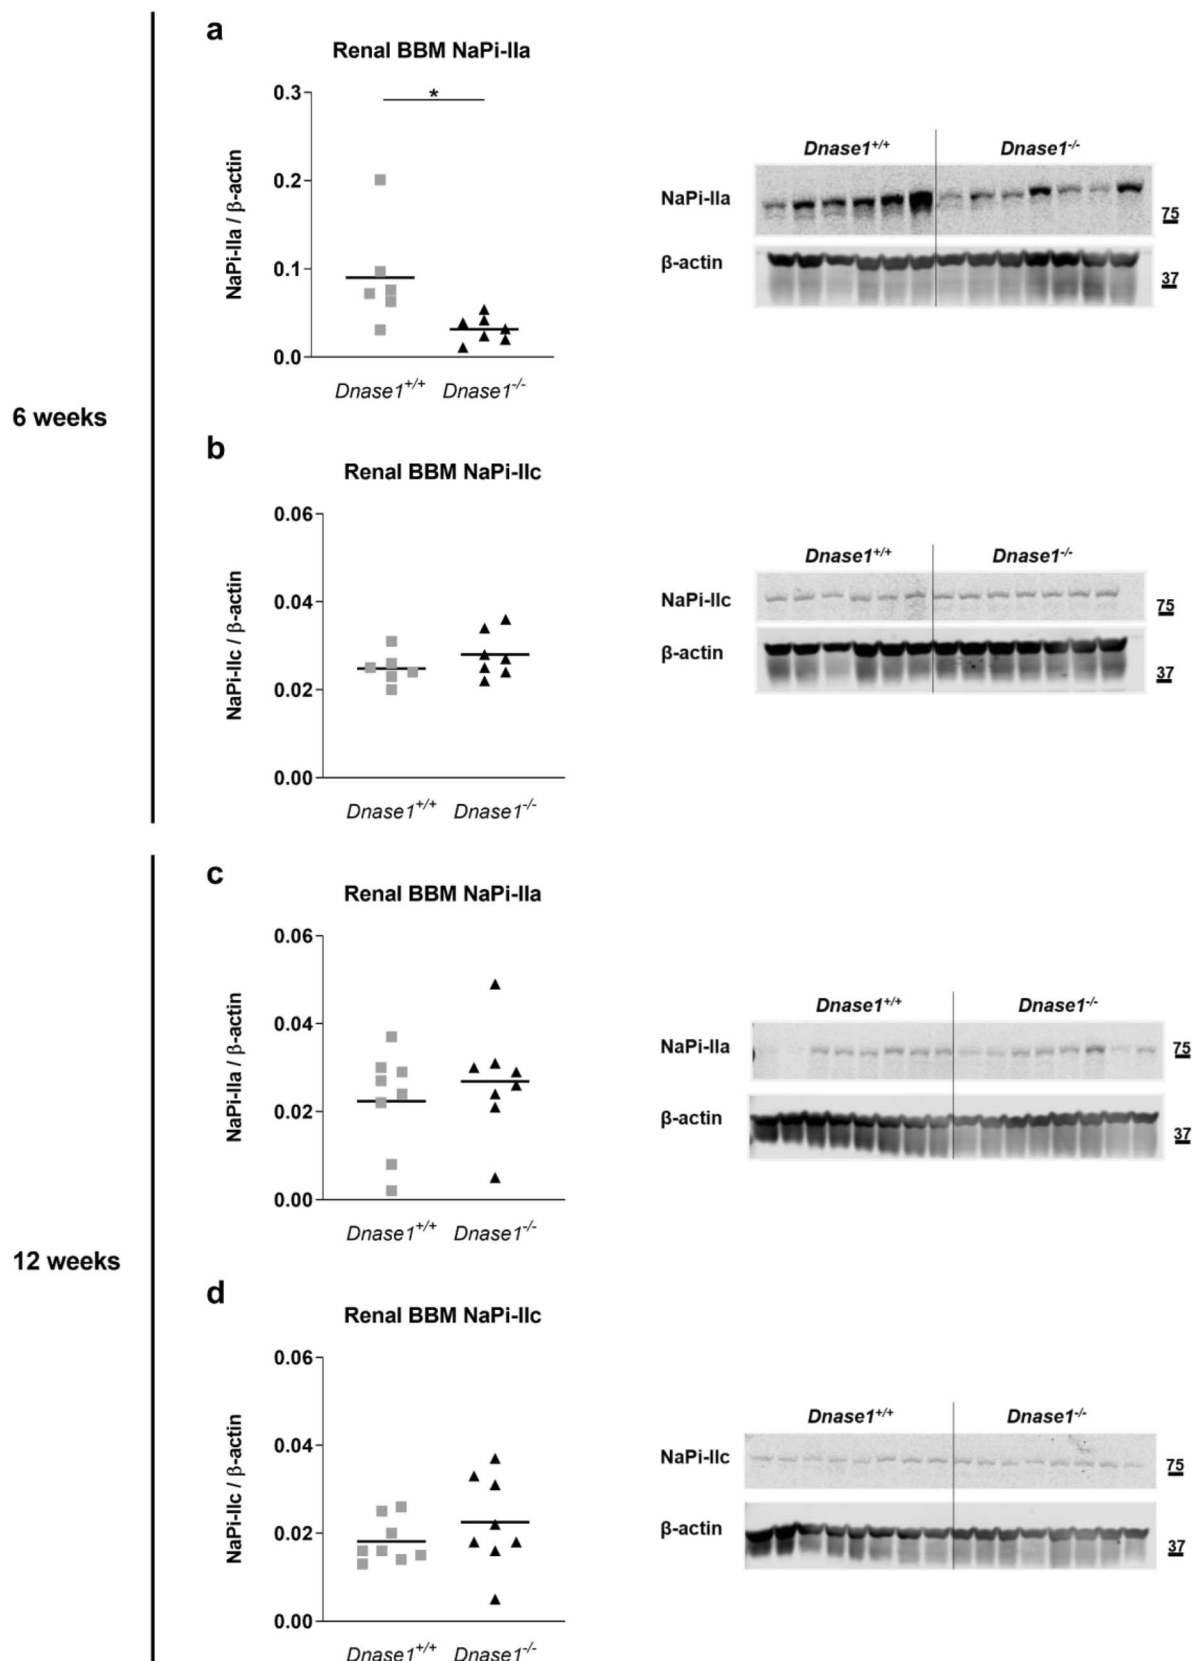 6 weeks
a
Renal BBM NaPi-IIa
NaPi-IIa / β-actin
0.3
0.2
0.1
0.0
*
Dnase1+/+ Dnase1-/-
Dnase1+/+ Dnase1-/-
NaPi-IIa
75
β-actin
37
b
Renal BBM NaPi-IIc
NaPi-IIc / β-actin
0.06
0.04
0.02
0.00
Dnase1+/+ Dnase1-/-
Dnase1+/+ Dnase1-/-
NaPi-IIc
75
β-actin
37
12 weeks
c
Renal BBM NaPi-IIa
NaPi-IIa / β-actin
0.06
0.04
0.02
0.00
Dnase1+/+ Dnase1-/-
Dnase1+/+ Dnase1-/-
NaPi-IIa
75
β-actin
37
d
Renal BBM NaPi-IIc
NaPi-IIc / β-actin
0.06
0.04
0.02
0.00
Dnase1+/+ Dnase1-/-
Dnase1+/+ Dnase1-/-
NaPi-IIc
75
β-actin
37